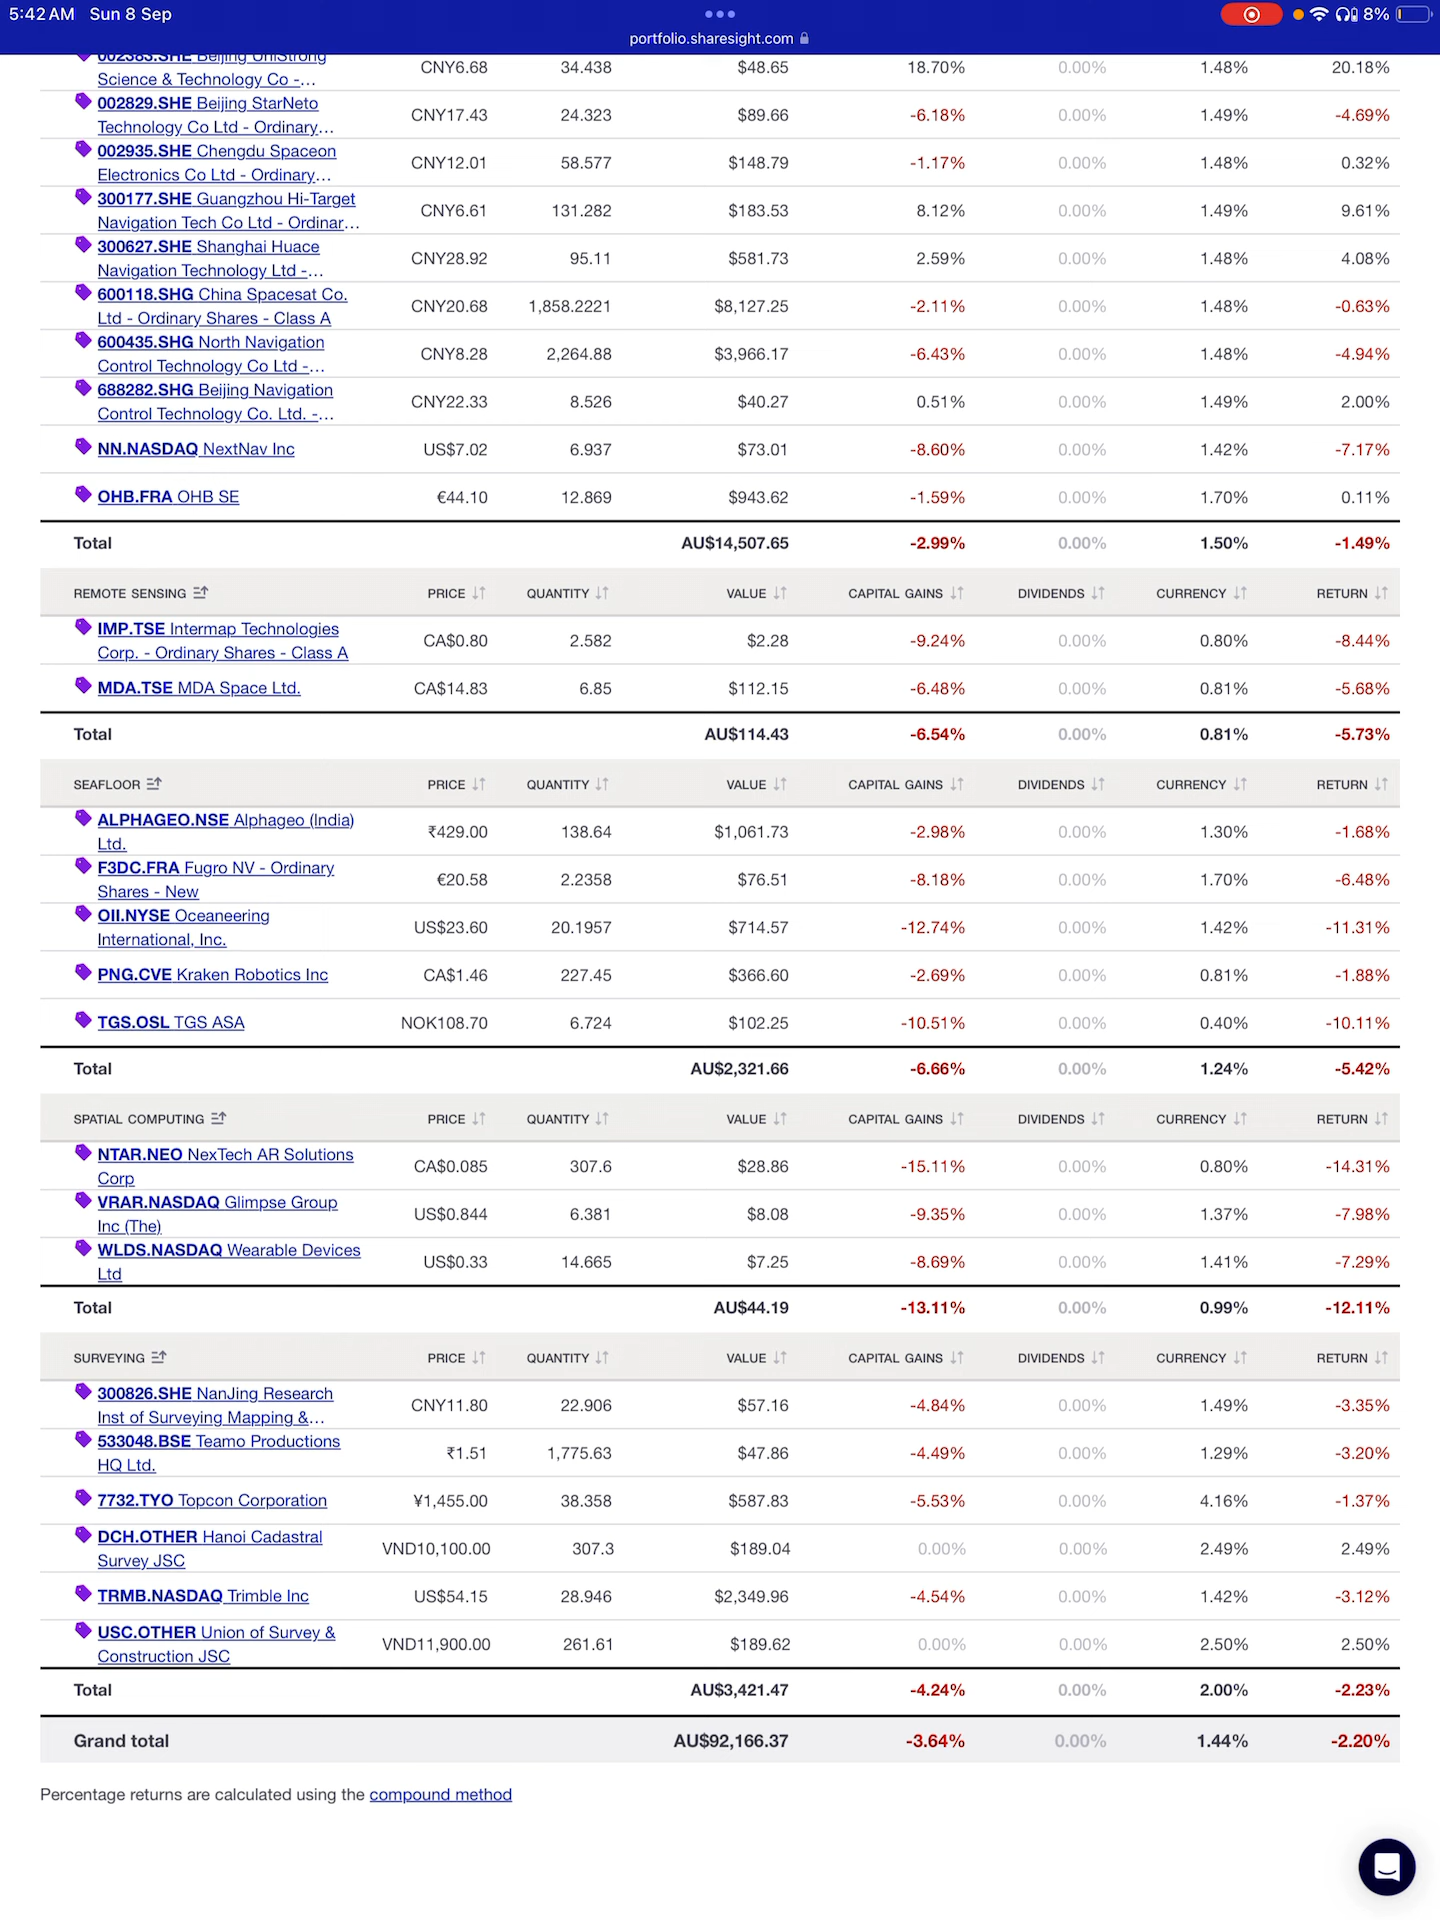 5:42 AM Sun 8 Sep
8%
portfolio.sharesight.com
002383.SHE Beijing UniStrong
Science & Technology Co -... CNY6.68 34.438 $48.65 18.70% 0.00% 1.48% 20.18%
002829.SHE Beijing StarNeto
Technology Co Ltd - Ordinary... CNY17.43 24.323 $89.66 -6.18% 0.00% 1.49% -4.69%
002935.SHE Chengdu Spaceon
Electronics Co Ltd - Ordinary... CNY12.01 58.577 $148.79 -1.17% 0.00% 1.48% 0.32%
300177.SHE Guangzhou Hi-Target
Navigation Tech Co Ltd - Ordinar... CNY6.61 131.282 $183.53 8.12% 0.00% 1.49% 9.61%
300627.SHE Shanghai Huace
Navigation Technology Ltd -... CNY28.92 95.11 $581.73 2.59% 0.00% 1.48% 4.08%
600118.SHG China Spacesat Co.
Ltd - Ordinary Shares - Class A CNY20.68 1,858.2221 $8,127.25 -2.11% 0.00% 1.48% -0.63%
600435.SHG North Navigation
Control Technology Co Ltd -... CNY8.28 2,264.88 $3,966.17 -6.43% 0.00% 1.48% -4.94%
688282.SHG Beijing Navigation
Control Technology Co. Ltd. -... CNY22.33 8.526 $40.27 0.51% 0.00% 1.49% 2.00%
NN.NASDAQ NextNav Inc US$7.02 6.937 $73.01 -8.60% 0.00% 1.42% -7.17%
OHB.FRA OHB SE €44.10 12.869 $943.62 -1.59% 0.00% 1.70% 0.11%
Total AU$14,507.65 -2.99% 0.00% 1.50% -1.49%
REMOTE SENSING PRICE QUANTITY VALUE CAPITAL GAINS DIVIDENDS CURRENCY RETURN
IMP.TSE Intermap Technologies
Corp. - Ordinary Shares - Class A CA$0.80 2.582 $2.28 -9.24% 0.00% 0.80% -8.44%
MDA.TSE MDA Space Ltd. CA$14.83 6.85 $112.15 -6.48% 0.00% 0.81% -5.68%
Total AU$114.43 -6.54% 0.00% 0.81% -5.73%
SEAFLOOR PRICE QUANTITY VALUE CAPITAL GAINS DIVIDENDS CURRENCY RETURN
ALPHAGEO.NSE Alphageo (India)
Ltd. ₹429.00 138.64 $1,061.73 -2.98% 0.00% 1.30% -1.68%
F3DC.FRA Fugro NV - Ordinary
Shares - New €20.58 2.2358 $76.51 -8.18% 0.00% 1.70% -6.48%
OII.NYSE Oceaneering
International, Inc. US$23.60 20.1957 $714.57 -12.74% 0.00% 1.42% -11.31%
PNG.CVE Kraken Robotics Inc CA$1.46 227.45 $366.60 -2.69% 0.00% 0.81% -1.88%
TGS.OSL TGS ASA NOK108.70 6.724 $102.25 -10.51% 0.00% 0.40% -10.11%
Total AU$2,321.66 -6.66% 0.00% 1.24% -5.42%
SPATIAL COMPUTING PRICE QUANTITY VALUE CAPITAL GAINS DIVIDENDS CURRENCY RETURN
NTAR.NEO NexTech AR Solutions
Corp CA$0.085 307.6 $28.86 -15.11% 0.00% 0.80% -14.31%
VRAR.NASDAQ Glimpse Group
Inc (The) US$0.844 6.381 $8.08 -9.35% 0.00% 1.37% -7.98%
WLDS.NASDAQ Wearable Devices
Ltd US$0.33 14.665 $7.25 -8.69% 0.00% 1.41% -7.29%
Total AU$44.19 -13.11% 0.00% 0.99% -12.11%
SURVEYING PRICE QUANTITY VALUE CAPITAL GAINS DIVIDENDS CURRENCY RETURN
300826.SHE NanJing Research
Inst of Surveying Mapping &... CNY11.80 22.906 $57.16 -4.84% 0.00% 1.49% -3.35%
533048.BSE Teamo Productions
HQ Ltd. ₹1.51 1,775.63 $47.86 -4.49% 0.00% 1.29% -3.20%
7732.TYO Topcon Corporation ¥1,455.00 38.358 $587.83 -5.53% 0.00% 4.16% -1.37%
DCH.OTHER Hanoi Cadastral
Survey JSC VND10,100.00 307.3 $189.04 0.00% 0.00% 2.49% 2.49%
TRMB.NASDAQ Trimble Inc US$54.15 28.946 $2,349.96 -4.54% 0.00% 1.42% -3.12%
USC.OTHER Union of Survey &
Construction JSC VND11,900.00 261.61 $189.62 0.00% 0.00% 2.50% 2.50%
Total AU$3,421.47 -4.24% 0.00% 2.00% -2.23%
Grand total AU$92,166.37 -3.64% 0.00% 1.44% -2.20%
Percentage returns are calculated using the compound method